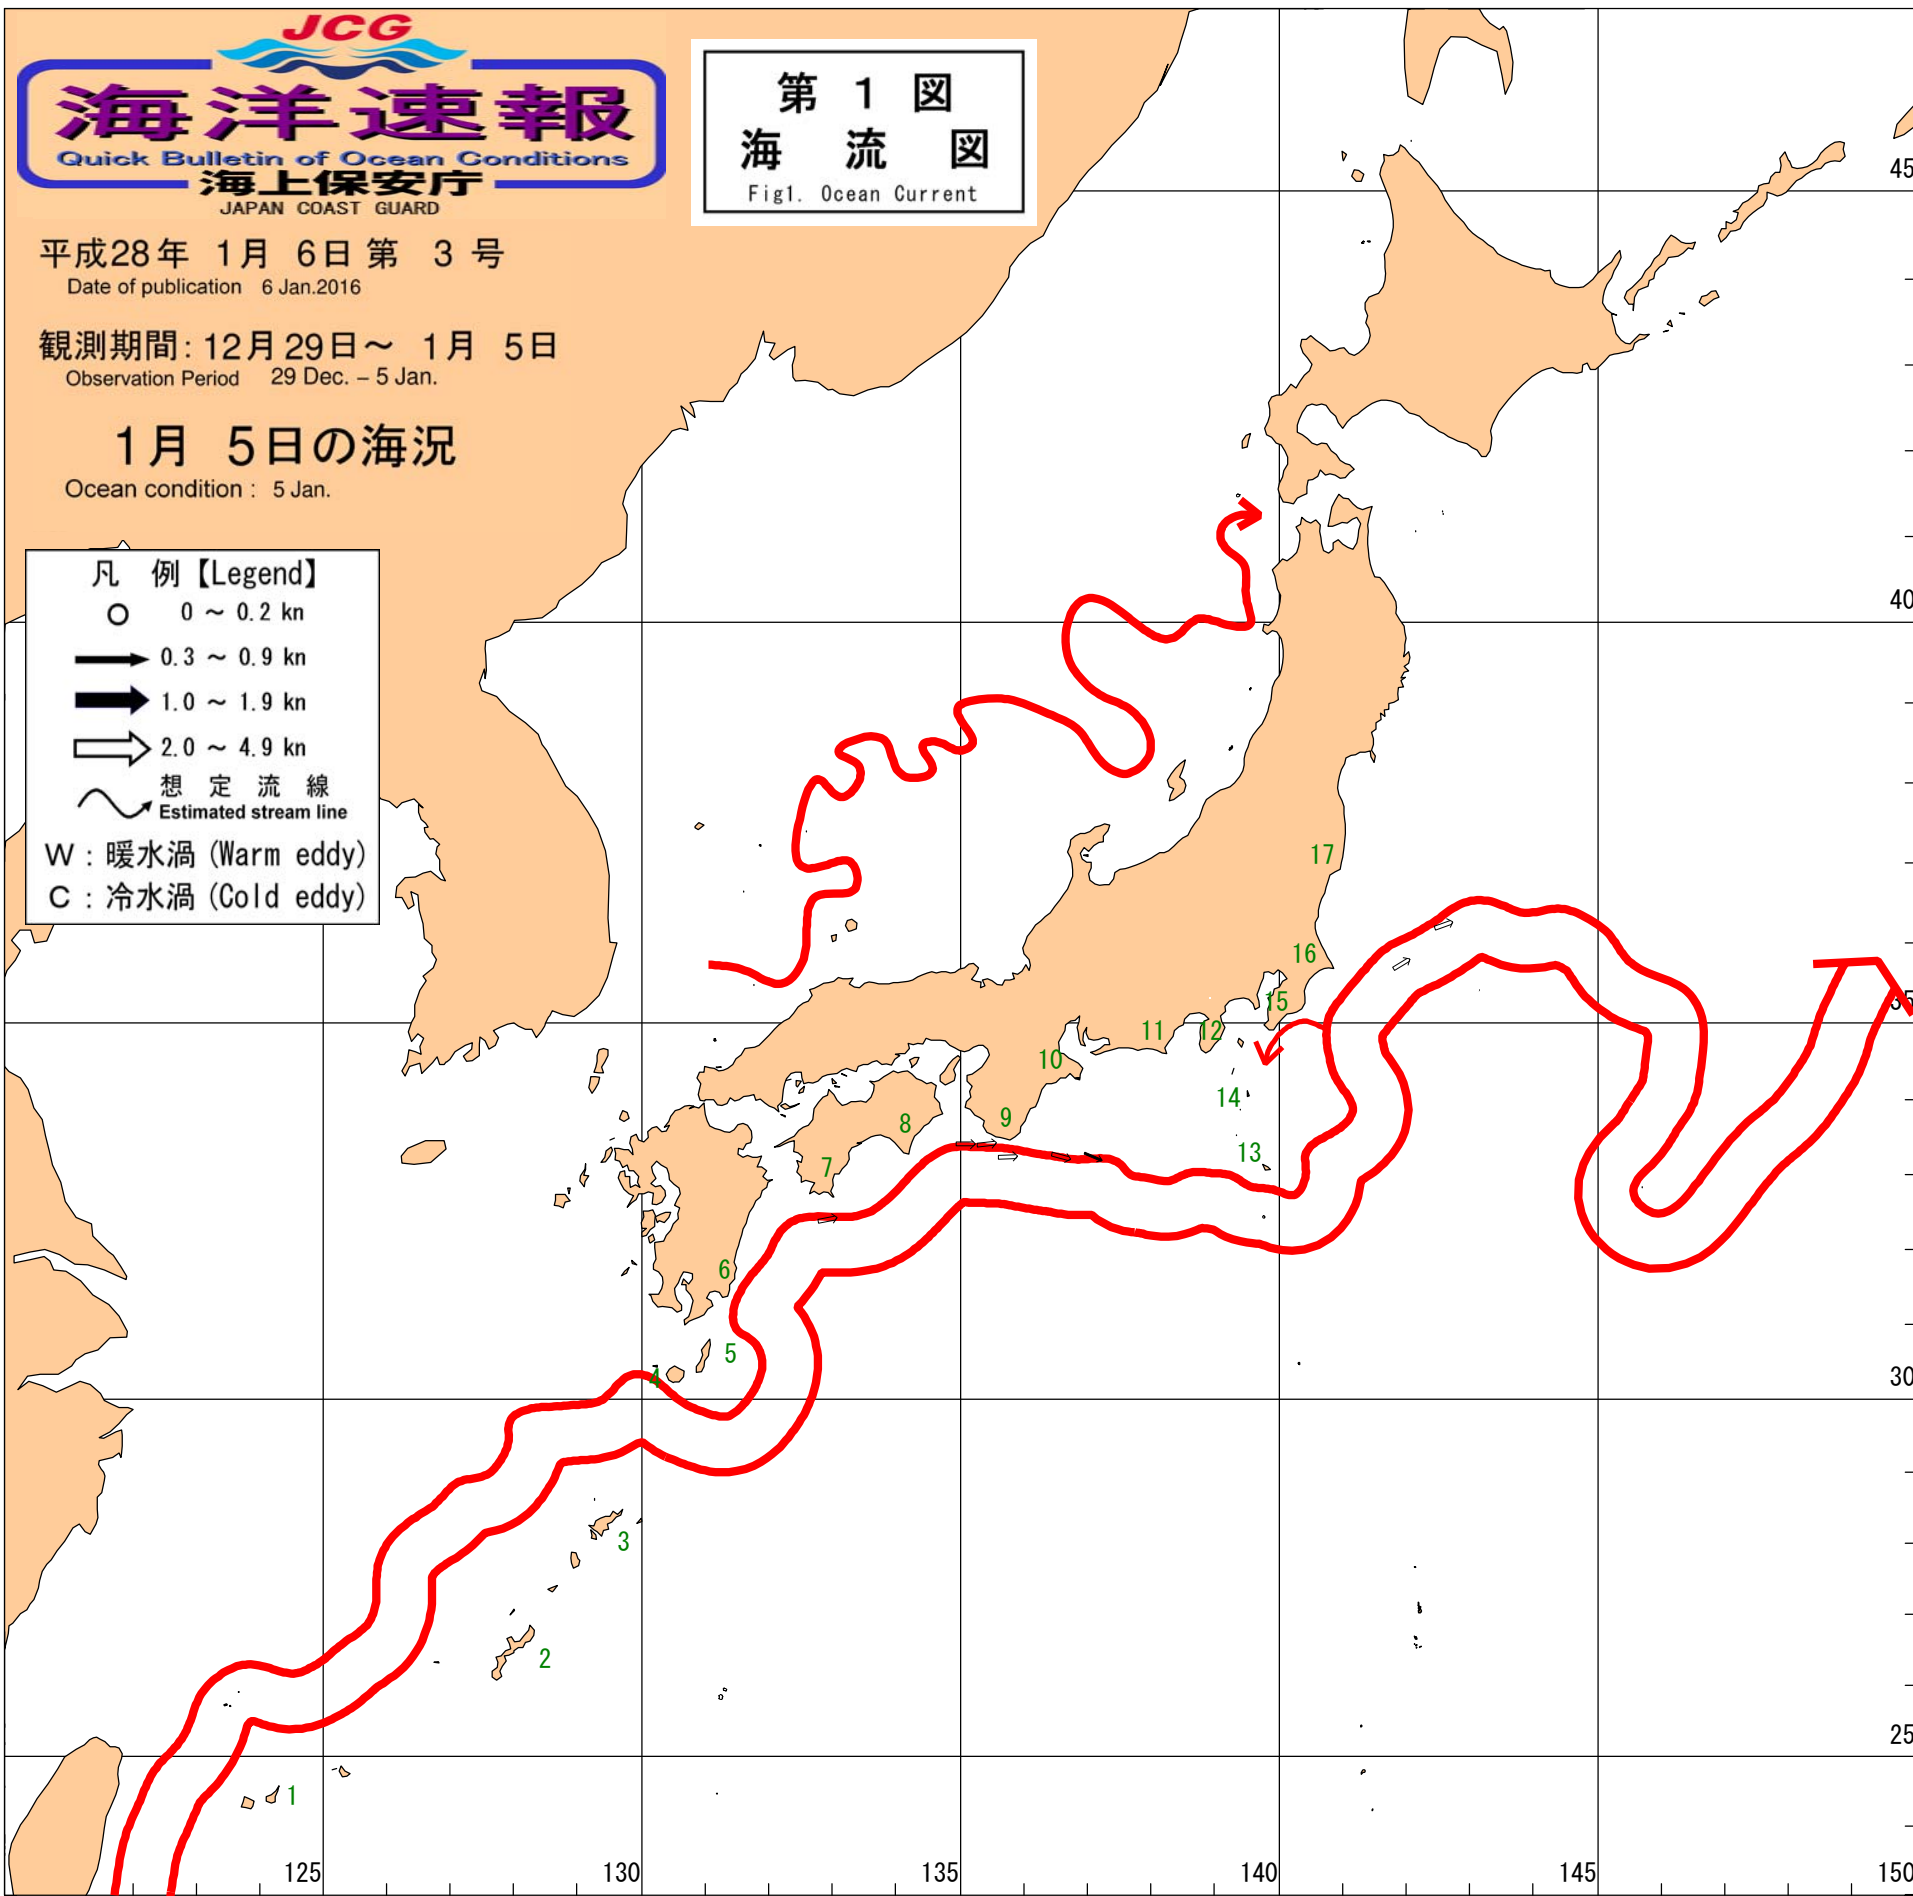 JCG
海洋速報
Quick Bulletin of Ocean Conditions
海上保安庁
JAPAN COAST GUARD
第 1 図
海 流 図
Fig1. Ocean Current
平成28年 1月 6日 第 3 号
Date of publication 6 Jan.2016
観測期間: 12月29日～ 1月 5日
Observation Period 29 Dec. – 5 Jan.
1月 5日の海況
Ocean condition : 5 Jan.
凡 例【Legend】
0 ～ 0.2 kn
0.3 ～ 0.9 kn
1.0 ～ 1.9 kn
2.0 ～ 4.9 kn
想 定 流 線
Estimated stream line
W : 暖水渦 (Warm eddy)
C : 冷水渦 (Cold eddy)
45
40
17
16
35
15
12
11
10
14
9
8
13
7
6
5
4
30
3
2
25
1
125
130
135
140
145
150